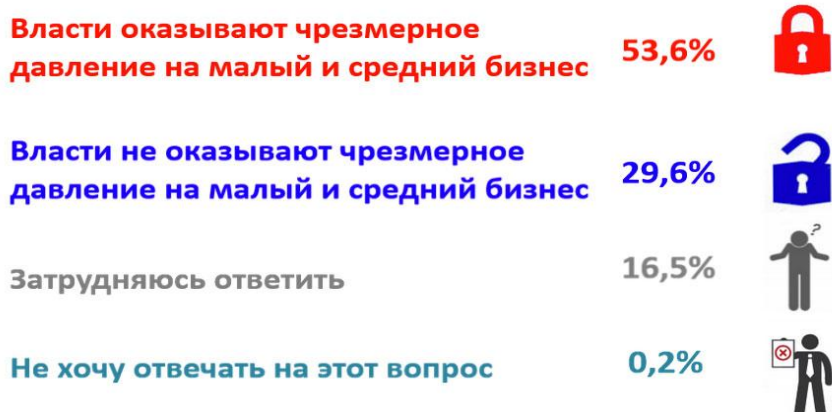 Власти оказывают чрезмерное
давление на малый и средний бизнес
53,6%
Власти не оказывают чрезмерное
давление на малый и средний бизнес
29,6%
Затрудняюсь ответить
16,5%
?
Не хочу отвечать на этот вопрос
0,2%